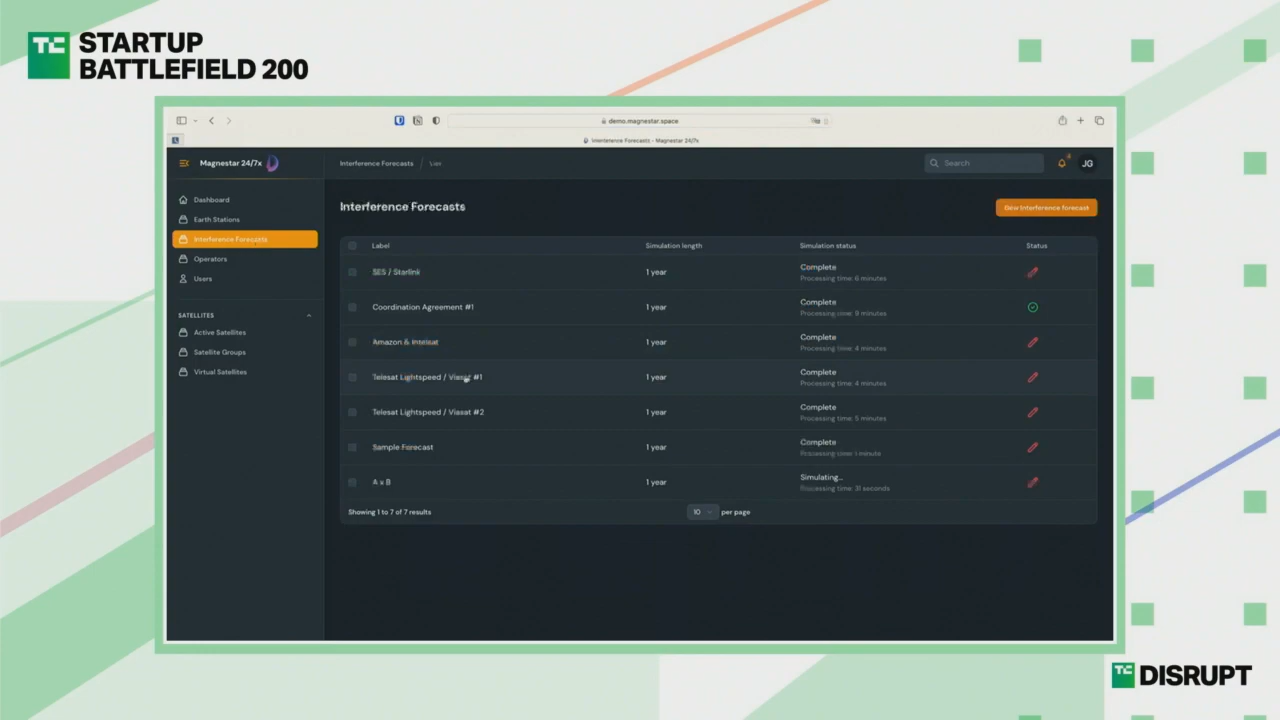 TC STARTUP
BATTLEFIELD 200
demo.magnestar.space
Interference Forecasts - Magnestar 24/7x
Magnestar 24/7x
Interference Forecasts / List
Search
JG
Dashboard
Earth Stations
Interference Forecasts
Operators
Users
SATELLITES
Active Satellites
Satellite Groups
Virtual Satellites
Interference Forecasts
New Interference forecast
Label Simulation length Simulation status Status
SES / Starlink 1 year Complete
Processing time: 6 minutes
Coordination Agreement #1 1 year Complete
Processing time: 9 minutes
Amazon & Intelsat 1 year Complete
Processing time: 4 minutes
Telesat Lightspeed / Viasat #1 1 year Complete
Processing time: 4 minutes
Telesat Lightspeed / Viasat #2 1 year Complete
Processing time: 5 minutes
Sample Forecast 1 year Complete
Processing time: 1 minute
A x B 1 year Simulating...
Processing time: 31 seconds
Showing 1 to 7 of 7 results
10 per page
TC DISRUPT